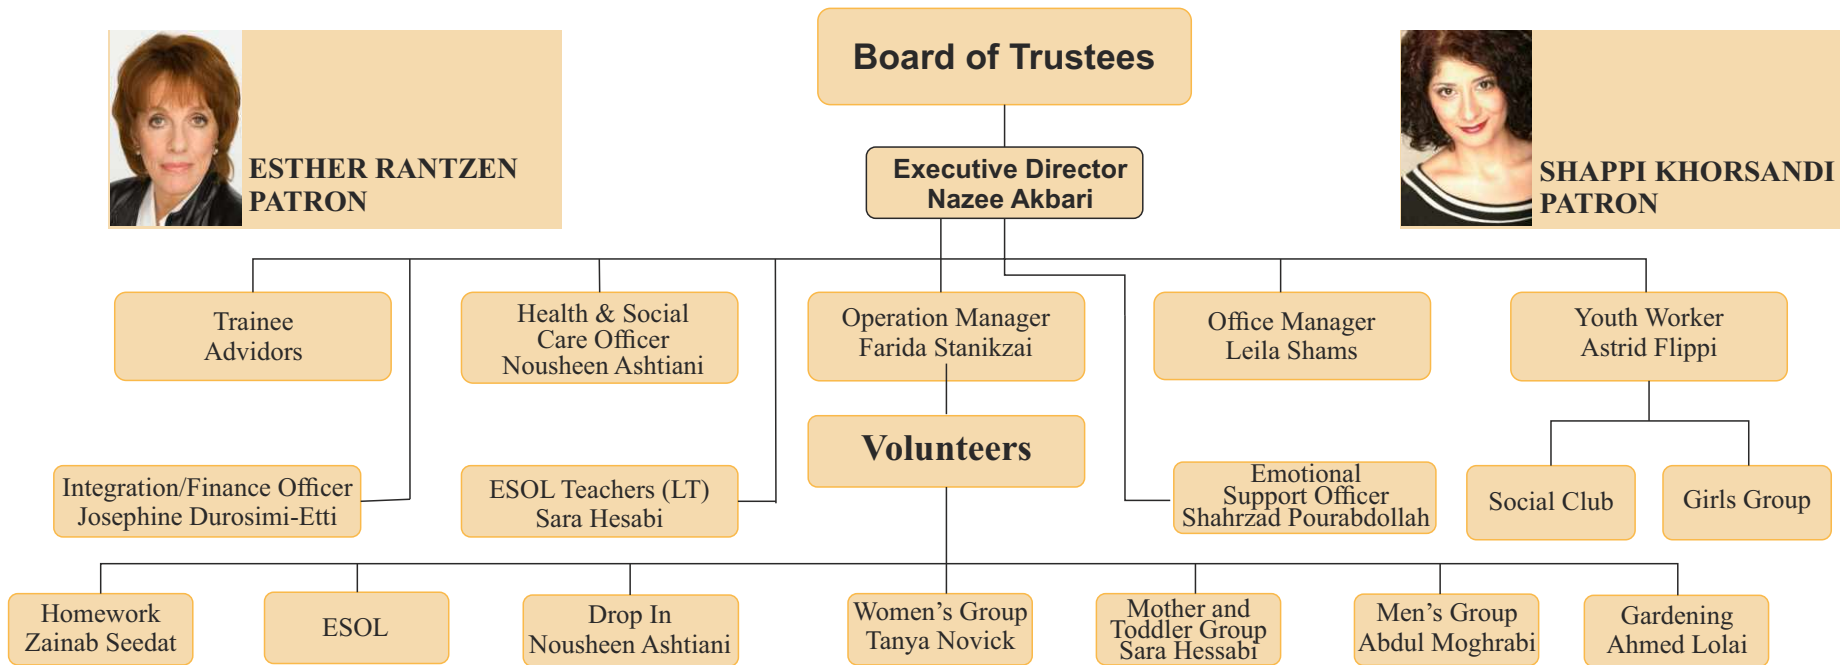 Board of Trustees
ESTHER RANTZEN
PATRON
Executive Director
Nazee Akbari
SHAPPI KHORSANDI
PATRON
Trainee
Advidors
Health & Social
Care Officer
Nousheen Ashtiani
Operation Manager
Farida Stanikzai
Office Manager
Leila Shams
Youth Worker
Astrid Flippi
Volunteers
Integration/Finance Officer
Josephine Durosimi-Etti
ESOL Teachers (LT)
Sara Hesabi
Emotional
Support Officer
Shahrzad Pourabdollah
Social Club
Girls Group
Homework
Zainab Seedat
ESOL
Drop In
Nousheen Ashtiani
Women’s Group
Tanya Novick
Mother and
Toddler Group
Sara Hessabi
Men’s Group
Abdul Moghrabi
Gardening
Ahmed Lolai